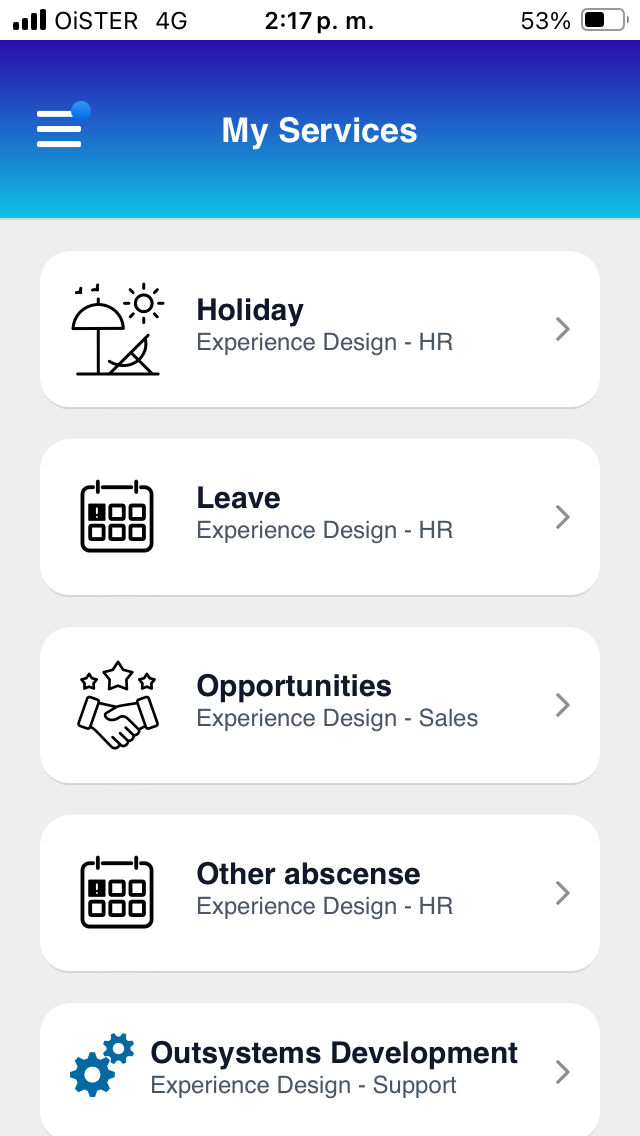 OiSTER 4G 2:17 p. m. 53%
My Services
Holiday
Experience Design - HR
Leave
Experience Design - HR
Opportunities
Experience Design - Sales
Other abscense
Experience Design - HR
Outsystems Development
Experience Design - Support